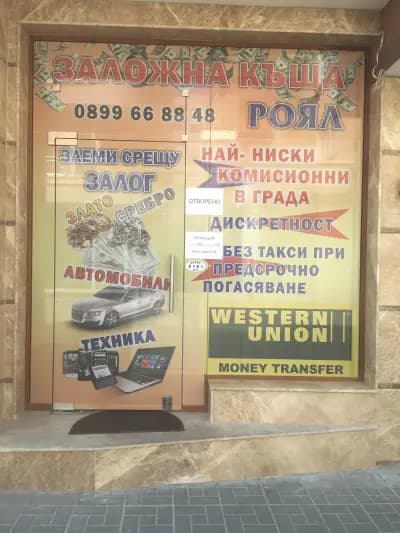 ЗАЛОЖНА КЪЩА
0899 66 88 48
РОЯЛ
ЗАЕМИ СРЕЩУ
ЗАЛОГ
ЗЛАТО
СРЕБРО
АВТОМОБИЛИ
ТЕХНИКА
ОТВОРЕНО
НАЙ- НИСКИ
КОМИСИОННИ
В ГРАДА
ДИСКРЕТНОСТ
БЕЗ ТАКСИ ПРИ
ПРЕДСРОЧНО
ПОГАСЯВАНЕ
WESTERN
UNION
MONEY TRANSFER